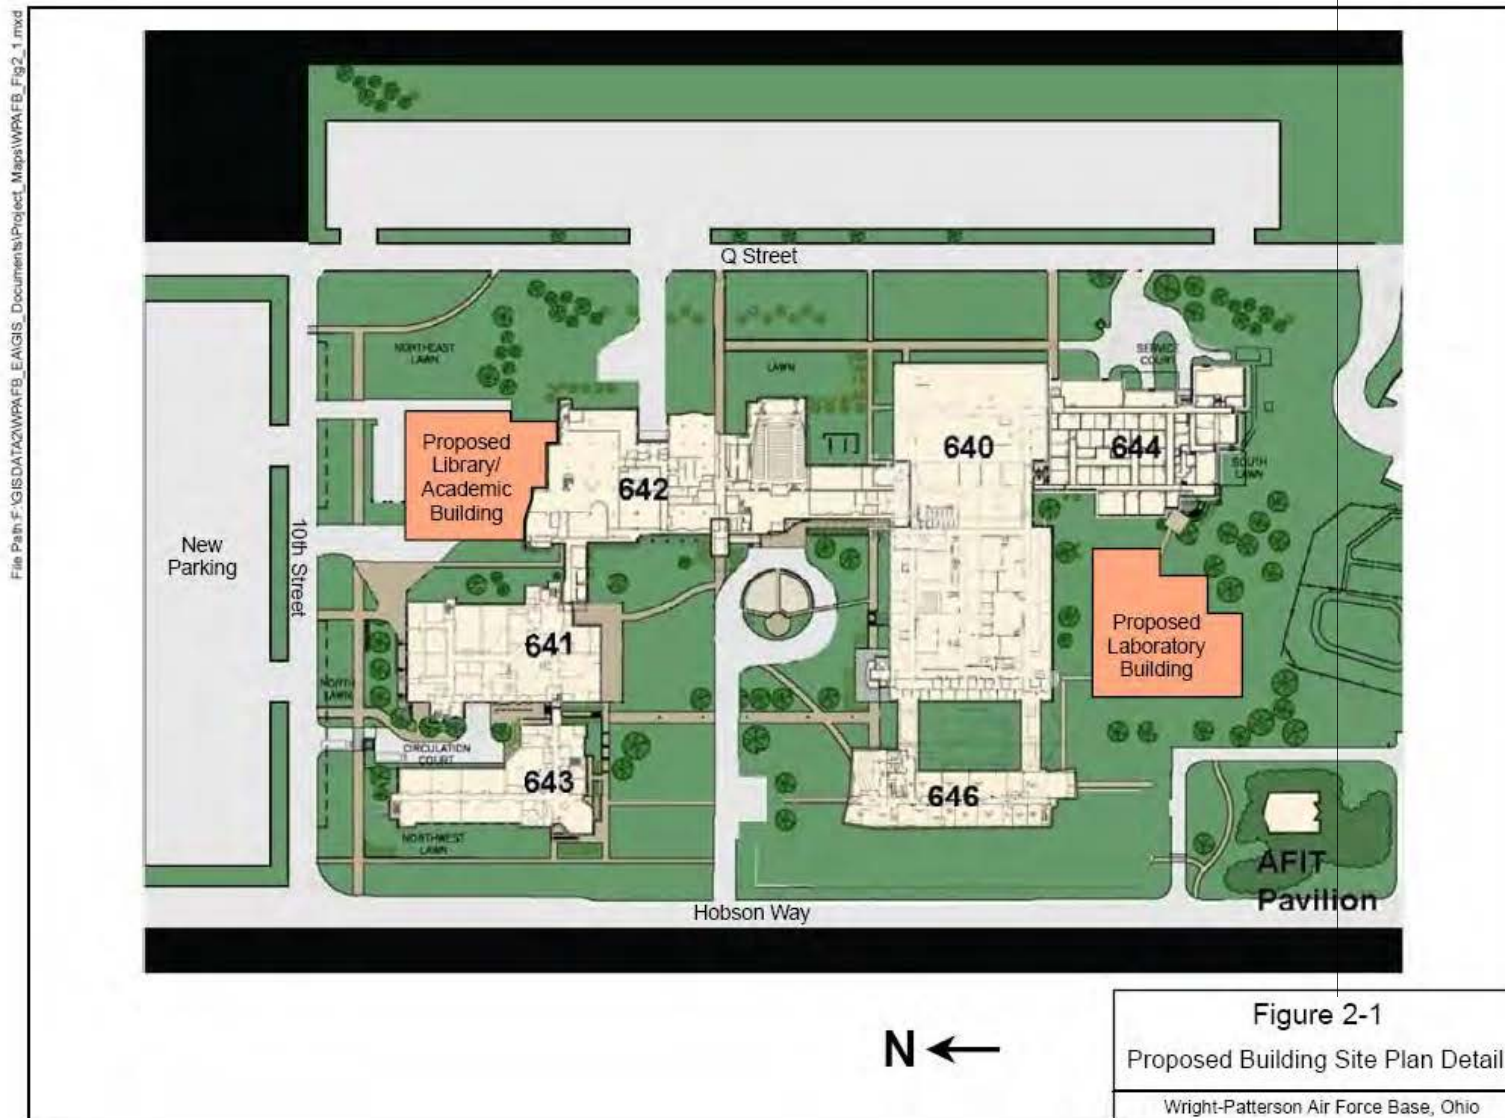 File Path:F:\GISDATA2\WPAFB_EA\GIS_Documents\Project_Maps\WPAFB_Fig2_1.mxd
Q Street
NORTHEAST
LAWN
LAWN
SERVICE
COURT
Proposed
Library/
Academic
Building
642
640
644
SOUTH
LAWN
New
Parking
10th Street
641
Proposed
Laboratory
Building
NORTH
LAWN
CIRCULATION
COURT
643
646
NORTHWEST
LAWN
AFIT
Pavilion
Hobson Way
N
Figure 2-1
Proposed Building Site Plan Detail
Wright-Patterson Air Force Base, Ohio